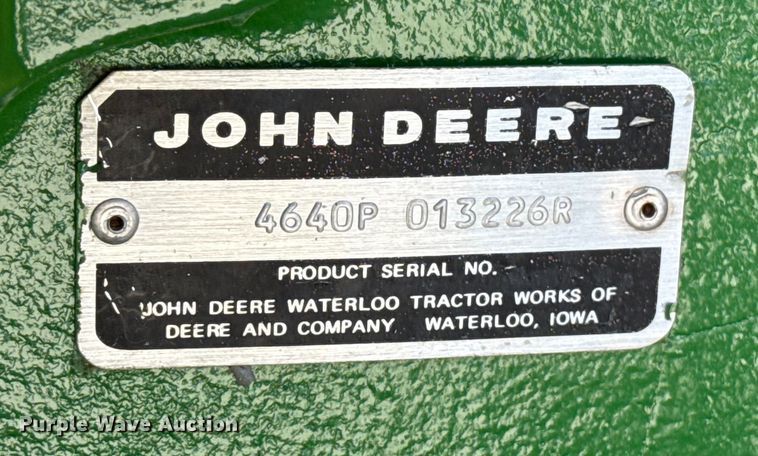 JOHN DEERE
4640P 013226R
PRODUCT SERIAL NO.
JOHN DEERE WATERLOO TRACTOR WORKS OF
DEERE AND COMPANY WATERLOO, IOWA
Purple Wave Auction